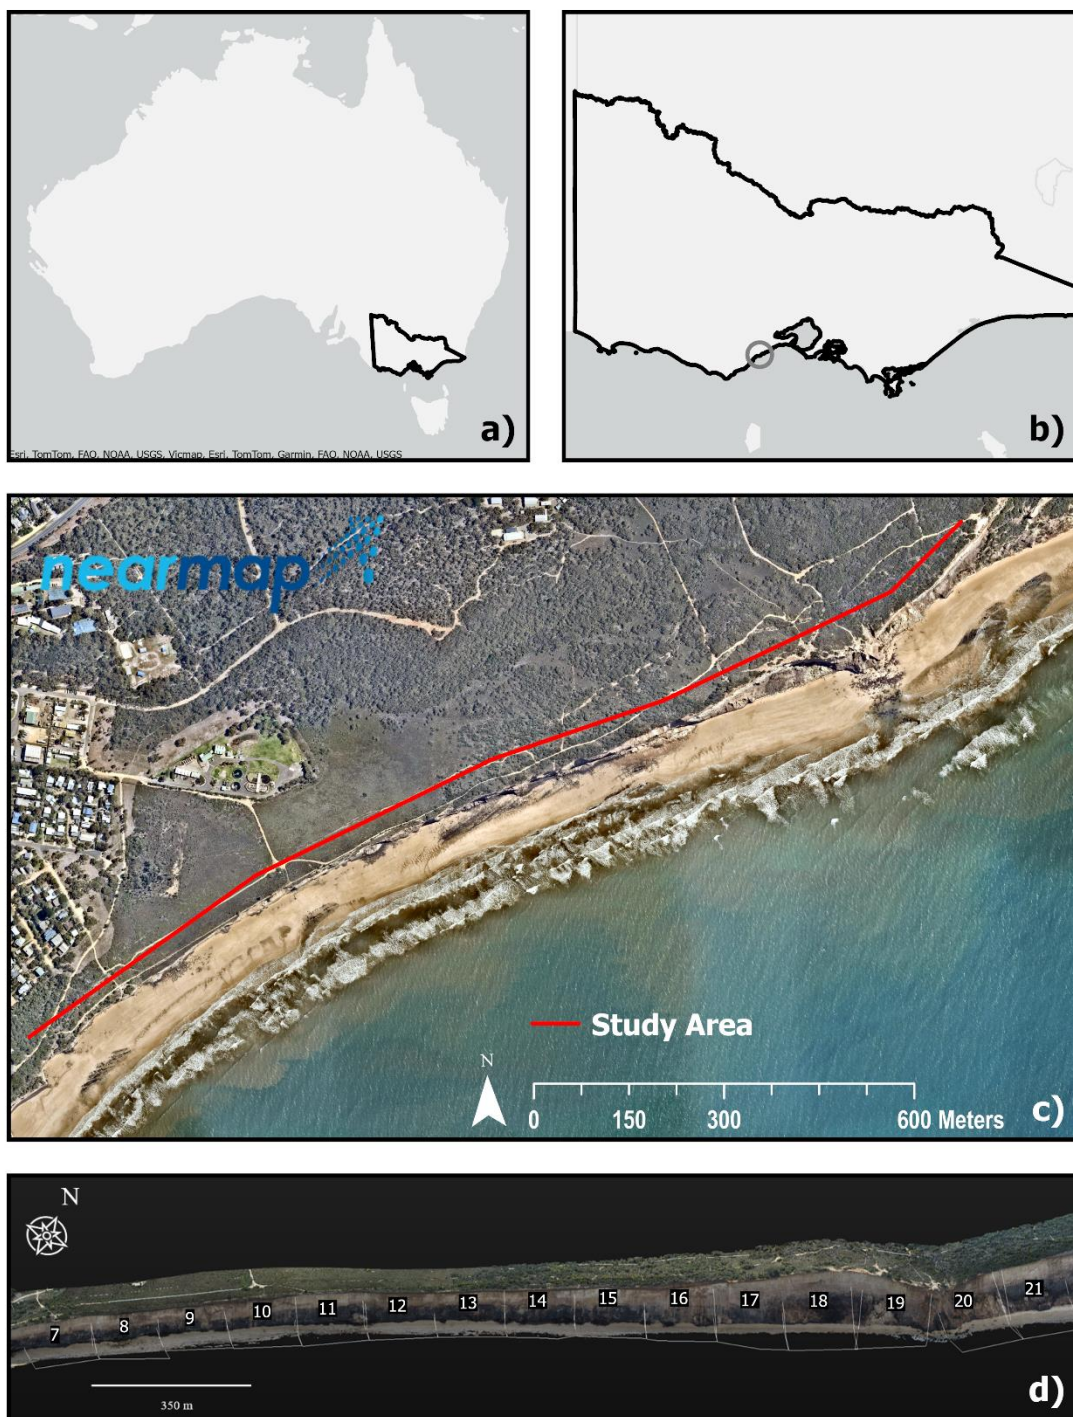 a)
Esri, TomTom, FAO, NOAA, USGS, Vicmap, Esri, TomTom, Garmin, FAO, NOAA, USGS
b)
nearmap
Study Area
N
0 150 300 600 Meters
c)
N
7 8 9 10 11 12 13 14 15 16 17 18 19 20 21
350 m
d)